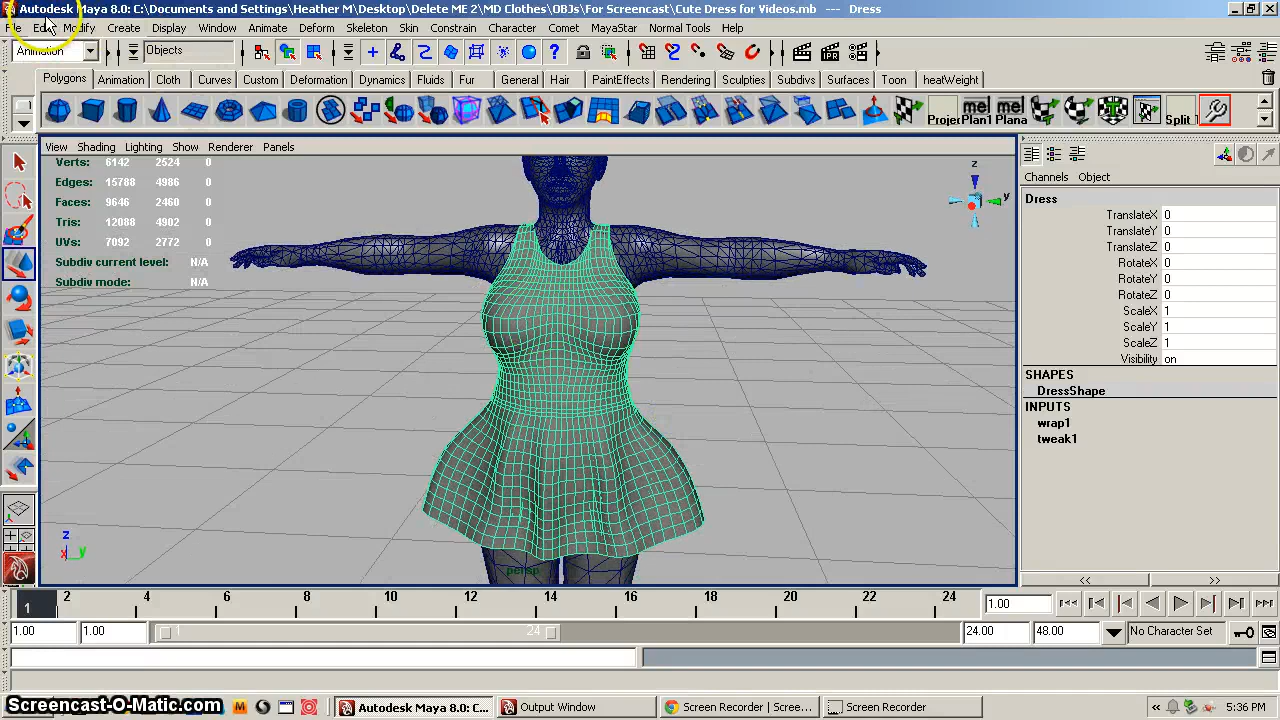 Autodesk Maya 8.0: C:\Documents and Settings\Heather M\Desktop\Delete ME 2\MD Clothes\OBJs\For Screencast\Cute Dress for Videos.mb --- Dress
File Edit Modify Create Display Window Animate Deform Skeleton Skin Constrain Character Comet MayaStar Normal Tools Help
Animation Objects
Polygons Animation Cloth Curves Custom Deformation Dynamics Fluids Fur General Hair PaintEffects Rendering Sculpties Subdivs Surfaces Toon heatWeight
mel mel
Projec Plan1 Plana Split
View Shading Lighting Show Renderer Panels
Verts: 6142 2524 0
Edges: 15788 4986 0
Faces: 9646 2460 0
Tris: 12088 4902 0
UVs: 7092 2772 0
Subdiv current level: N/A
Subdiv mode: N/A
z
y
z
x y
persp
Channels Object
Dress
TranslateX 0
TranslateY 0
TranslateZ 0
RotateX 0
RotateY 0
RotateZ 0
ScaleX 1
ScaleY 1
ScaleZ 1
Visibility on
SHAPES
DressShape
INPUTS
wrap1
tweak1
<< >>
1 2 4 6 8 10 12 14 16 18 20 22 24 1.00
1.00 1.00 1 24 24.00 48.00 No Character Set
Screencast-O-Matic.com
Autodesk Maya 8.0: C... Output Window Screen Recorder | Scree... Screen Recorder « 5:36 PM